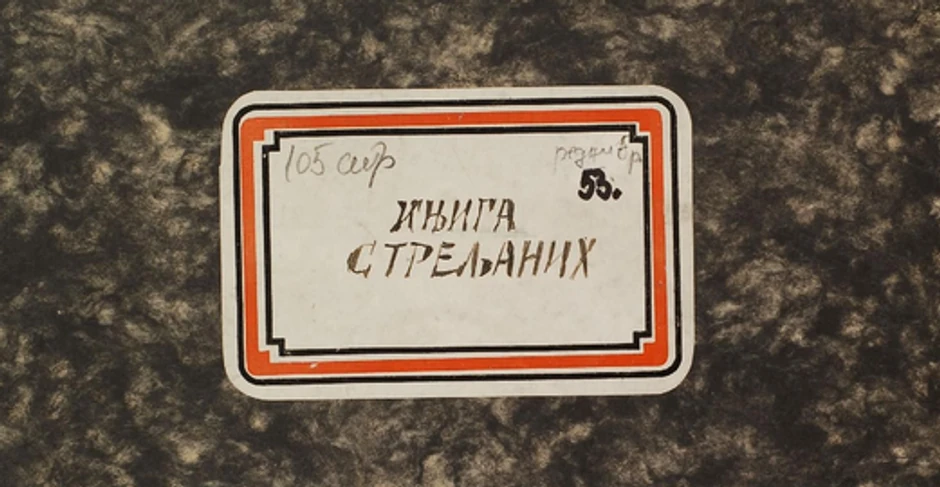 105 стр
редни бр
53.
КЊИГА
СТРЕЉАНИХ